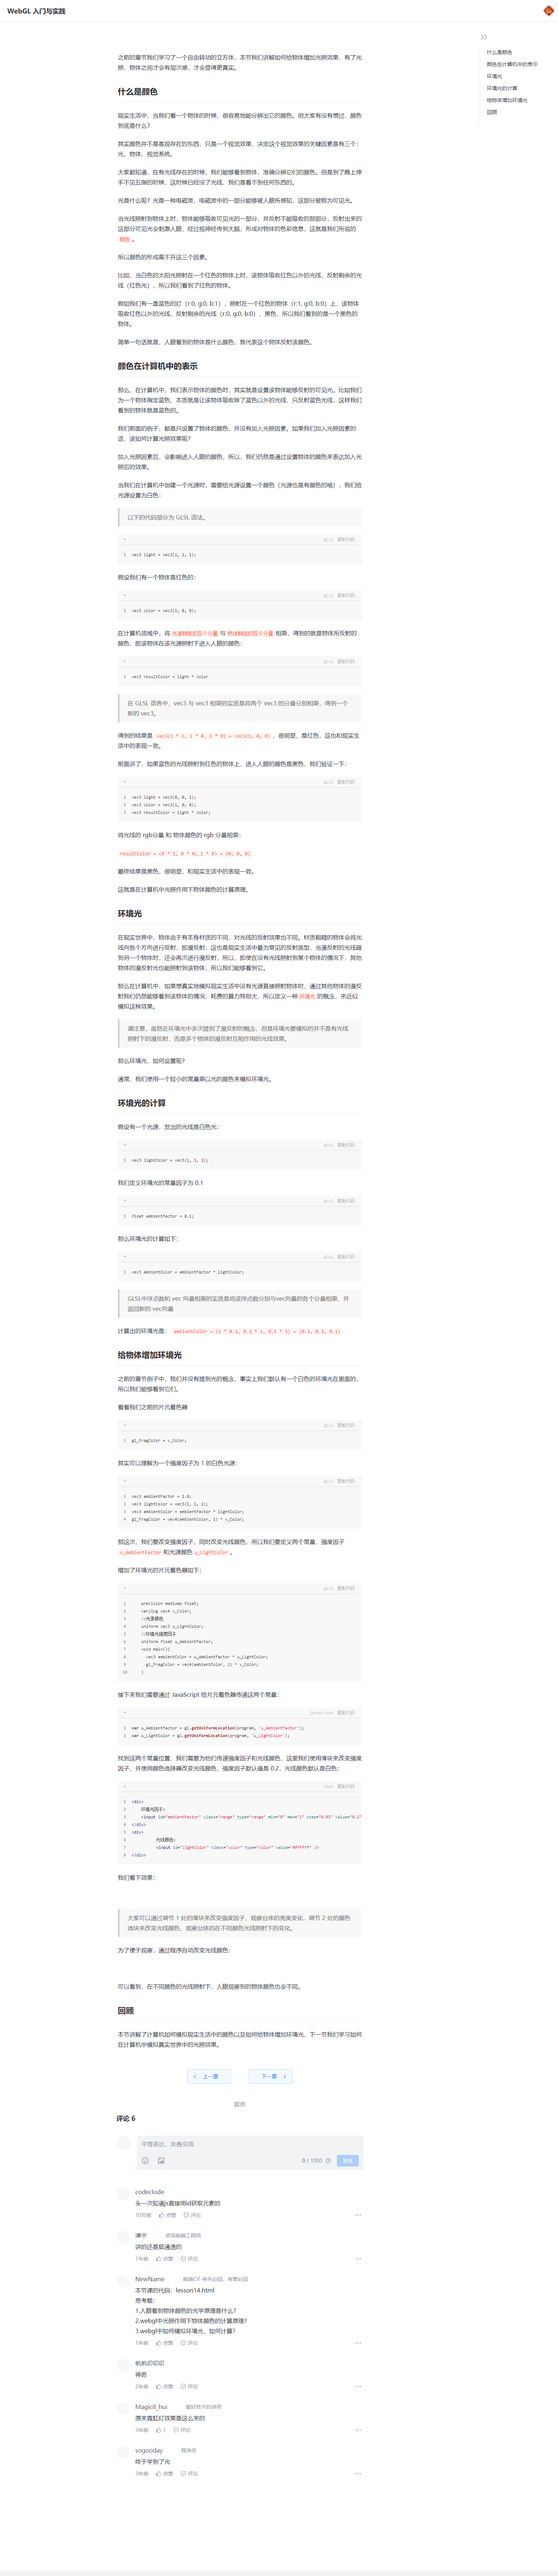 WebGL 入门与实践
什么是颜色
颜色在计算机中的表示
环境光
环境光的计算
给物体增加环境光
回顾
之前的章节我们学习了一个自由转动的立方体，本节我们讲解如何给物体增加光照效果，有了光
照，物体之间才会有层次感，才会显得更真实。
什么是颜色
现实生活中，当我们看一个物体的时候，很容易地能分辨出它的颜色。但大家有没有想过，颜色
到底是什么？
其实颜色并不是客观存在的东西，只是一个视觉效果，决定这个视觉效果的关键因素是有三个：
光、物体、视觉系统。
大家都知道，在有光线存在的时候，我们能够看到物体，准确分辨它们的颜色。但是到了晚上伸
手不见五指的时候，这时候已经没了光线，我们是看不到任何东西的。
光是什么呢？光是一种电磁波，电磁波中的一部分能够被人眼所感知，这部分被称为可见光。
当光线照射到物体上时，物体能够吸收可见光的一部分，并反射不能吸收的那部分，反射出来的
这部分可见光会刺激人眼，经过视神经传到大脑，形成对物体的色彩信息，这就是我们所说的
颜色 。
所以颜色的形成离不开这三个因素。
比如，当白色的太阳光照射在一个红色的物体上时，该物体吸收红色以外的光线，反射剩余的光
线（红色光），所以我们看到了红色的物体。
假如我们有一盏蓝色的灯（r:0, g:0, b:1），照射在一个红色的物体（r:1, g:0, b:0）上，该物体
吸收红色以外的光线，反射剩余的光线（r:0, g:0, b:0），黑色，所以我们看到的是一个黑色的
物体。
简单一句话就是，人眼看到的物体是什么颜色，就代表这个物体反射该颜色。
颜色在计算机中的表示
那么，在计算机中，我们表示物体的颜色时，其实就是设置该物体能够反射的可见光。比如我们
为一个物体指定蓝色，本质就是让该物体吸收除了蓝色以外的光线，只反射蓝色光线，这样我们
看到的物体就是蓝色的。
我们前面的例子，都是只设置了物体的颜色，并没有加入光照因素。如果我们加入光照因素的
话，该如何计算光照效果呢？
加入光照因素后，会影响进入人眼的颜色，所以，我们仍然是通过设置物体的颜色来表达加入光
照后的效果。
当我们在计算机中创建一个光源时，需要给光源设置一个颜色（光源也是有颜色的哦），我们给
光源设置为白色：
以下的代码部分为 GLSL 语法。
glsl 复制代码
1 vec3 light = vec3(1, 1, 1);
假设我们有一个物体是红色的：
glsl 复制代码
1 vec3 color = vec3(1, 0, 0);
在计算机领域中，将 光源颜色的各个分量 与 物体颜色的各个分量 相乘，得到的就是物体所反射的
颜色，即该物体在该光源照射下进入人眼的颜色：
glsl 复制代码
1 vec3 resultColor = light * color
在 GLSL 语言中，vec3 与 vec3 相乘的实质是将两个 vec3 的分量分别相乘，得到一个
新的 vec3。
得到的结果是 vec3(1 * 1, 1 * 0, 1 * 0) = vec3(1, 0, 0) ，很明显，是红色，这也和现实生
活中的表现一致。
前面讲了，如果蓝色的光线照射到红色的物体上，进入人眼的颜色是黑色，我们验证一下：
glsl 复制代码
1 vec3 light = vec3(0, 0, 1);
2 vec3 color = vec3(1, 0, 0);
3 vec3 resultColor = light * color;
将光线的 rgb分量 和 物体颜色的 rgb 分量相乘：
resultColor = (0 * 1, 0 * 0, 1 * 0) = (0, 0, 0)
最终结果是黑色，很明显，和现实生活中的表现一致。
这就是在计算机中光照作用下物体颜色的计算原理。
环境光
在现实世界中，物体由于有本身材质的不同，对光线的反射效果也不同。材质粗糙的物体会将光
线向各个方向进行反射，即漫反射，这也是现实生活中最为常见的反射类型，当漫反射的光线碰
到另一个物体时，还会再次进行漫反射，所以，即使在没有光线照射到某个物体的情况下，其他
物体的漫反射光也能照射到该物体，所以我们能够看到它。
那么在计算机中，如果想真实地模拟现实生活中没有光源直接照射物体时，通过其他物体的漫反
射我们仍然能够看到该物体的情况，耗费的算力特别大，所以定义一种 环境光 的概念，来近似
模拟这种效果。
请注意，虽然在环境光中多次提到了漫反射的概念，但是环境光要模拟的并不是有光线
照射下的漫反射，而是多个物体的漫反射互相作用的光线效果。
那么环境光，如何设置呢？
通常，我们使用一个较小的常量乘以光的颜色来模拟环境光。
环境光的计算
假设有一个光源，发出的光线是白色光：
glsl 复制代码
1 vec3 lightColor = vec3(1, 1, 1);
我们定义环境光的常量因子为 0.1
glsl 复制代码
1 float ambientFactor = 0.1;
那么环境光的计算如下：
glsl 复制代码
1 vec3 ambientColor = ambientFactor * lightColor;
GLSL中浮点数和 vec 向量相乘的实质是将该浮点数分别与vec向量的各个分量相乘，并
返回新的 vec向量
计算出的环境光是： ambientColor = (1 * 0.1, 0.1 * 1, 0.1 * 1) = (0.1, 0.1, 0.1)
给物体增加环境光
之前的章节例子中，我们并没有提到光的概念，事实上我们默认有一个白色的环境光在里面的，
所以我们能够看到它们。
看看我们之前的片元着色器
glsl 复制代码
1 gl_FragColor = v_Color;
其实可以理解为一个强度因子为 1 的白色光源：
glsl 复制代码
1 vec3 ambientFactor = 1.0;
2 vec3 lightColor = vec3(1, 1, 1);
3 vec3 ambientColor = ambientFactor * lightColor;
4 gl_FragColor = vec4(ambientColor, 1) * v_Color;
那这次，我们要改变强度因子，同时改变光线颜色，所以我们要定义两个常量，强度因子
u_AmbientFactor 和光源颜色 u_LightColor 。
增加了环境光的片元着色器如下：
glsl 复制代码
1 precision mediump float;
2 varying vec4 v_Color;
3 //光源颜色
4 uniform vec3 u_LightColor;
5 //环境光强度因子
6 uniform float u_AmbientFactor;
7 void main(){
8 vec3 ambientColor = u_AmbientFactor * u_LightColor;
9 gl_FragColor = vec4(ambientColor, 1) * v_Color;
10 }
接下来我们需要通过 JavaScript 给片元着色器传递这两个常量：
javascript 复制代码
1 var u_AmbientFactor = gl.getUniformLocation(program, 'u_AmbientFactor');
2 var u_LightColor = gl.getUniformLocation(program, 'u_LightColor');
找到这两个常量位置，我们需要为他们传递强度因子和光线颜色，这里我们使用滑块来改变强度
因子，并使用颜色选择器改变光线颜色，强度因子默认值是 0.2，光线颜色默认是白色：
html 复制代码
1 <div>
2 环境光因子:
3 <input id="ambientFactor" class="range" type="range" min="0" max="1" step="0.01" value="0.2"
4 </div>
5 <div>
6 光线颜色:
7 <input id="lightColor" class="color" type="color" value="#FFFFFF" />
8 </div>
我们看下效果：
大家可以通过调节 1 处的滑块来改变强度因子，观察台体的亮度变化，调节 2 处的颜色
选块来改变光线颜色，观察台体的在不同颜色光线照射下的变化。
为了便于观察，通过程序自动改变光线颜色：
可以看到，在不同颜色的光线照射下，人眼观察到的物体颜色也会不同。
回顾
本节讲解了计算机如何模拟现实生活中的颜色以及如何给物体增加环境光，下一节我们学习如何
在计算机中模拟真实世界中的光照效果。
上一章
下一章
留言
评论 6
平等表达，友善交流
0 / 1000 发送
codeclode
头一次知道js直接用id获取元素的
10月前 点赞 评论
谦宇 资深前端工程师
讲的还是挺通透的
1年前 点赞 评论
NewName 前端CV-有失必固，有固必因
本节课的代码：lesson14.html
思考题：
1.人眼看到物体颜色的光学原理是什么？
2.webgl中光照作用下物体颜色的计算原理？
3.webgl中如何模拟环境光，如何计算？
1年前 点赞 评论
帆帆叨叨叨
神奇
2年前 点赞 评论
Magicit_hui
原来霓虹灯效果是这么来的
3年前 1 评论
sogooday 程序员
终于学到了光
3年前 点赞 评论